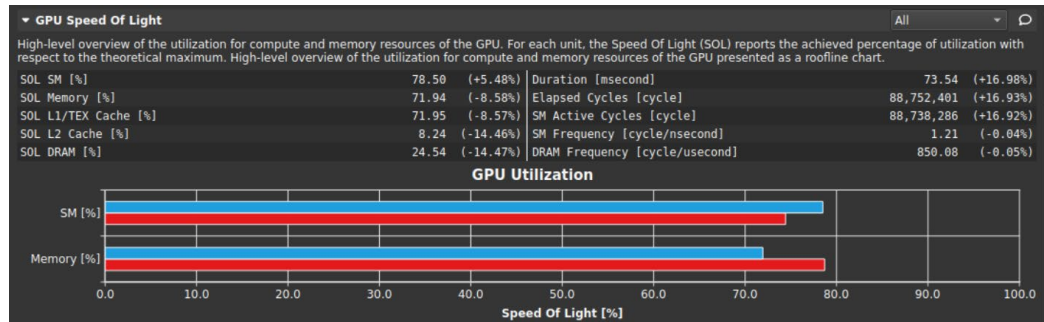 GPU Speed Of Light
All
High-level overview of the utilization for compute and memory resources of the GPU. For each unit, the Speed Of Light (SOL) reports the achieved percentage of utilization with
respect to the theoretical maximum. High-level overview of the utilization for compute and memory resources of the GPU presented as a roofline chart.
SOL SM [%] 78.50 (+5.48%) Duration [msecond] 73.54 (+16.98%)
SOL Memory [%] 71.94 (-8.58%) Elapsed Cycles [cycle] 88,752,401 (+16.93%)
SOL L1/TEX Cache [%] 71.95 (-8.57%) SM Active Cycles [cycle] 88,738,286 (+16.92%)
SOL L2 Cache [%] 8.24 (-14.46%) SM Frequency [cycle/nsecond] 1.21 (-0.04%)
SOL DRAM [%] 24.54 (-14.47%) DRAM Frequency [cycle/usecond] 850.08 (-0.05%)
GPU Utilization
SM [%]
Memory [%]
0.0 10.0 20.0 30.0 40.0 50.0 60.0 70.0 80.0 90.0 100.0
Speed Of Light [%]